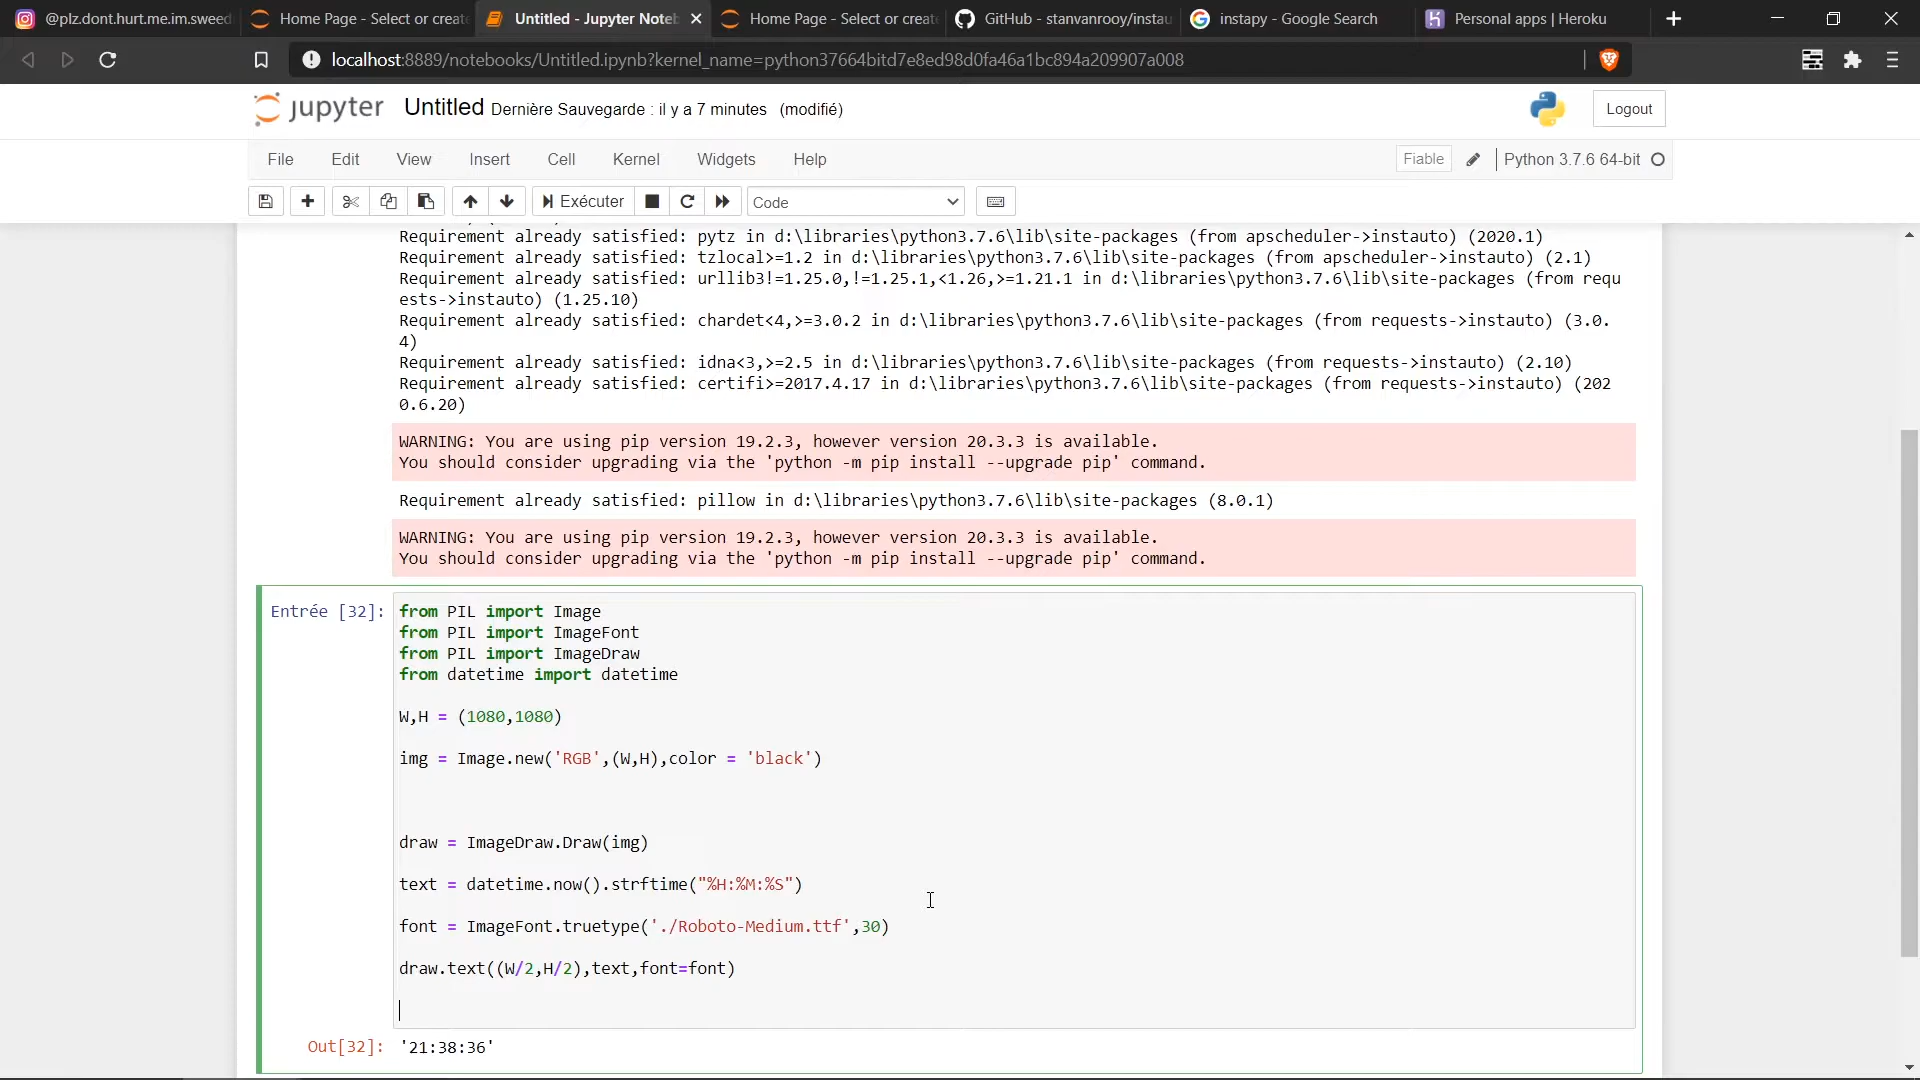 @plz.dont.hurt.me.im.sweed
Home Page - Select or create
Untitled - Jupyter Noteb
Home Page - Select or create
GitHub - stanvanrooy/instau
instapy - Google Search
Personal apps | Heroku
localhost:8889/notebooks/Untitled.ipynb?kernel_name=python37664bitd7e8ed98d0fa46a1bc894a209907a008
jupyter Untitled Dernière Sauvegarde : il y a 7 minutes (modifié)
Logout
File Edit View Insert Cell Kernel Widgets Help
Fiable
Python 3.7.6 64-bit
Exécuter
Code
Requirement already satisfied: pytz in d:\libraries\python3.7.6\lib\site-packages (from apscheduler->instauto) (2020.1)
Requirement already satisfied: tzlocal>=1.2 in d:\libraries\python3.7.6\lib\site-packages (from apscheduler->instauto) (2.1)
Requirement already satisfied: urllib3!=1.25.0,!=1.25.1,<1.26,>=1.21.1 in d:\libraries\python3.7.6\lib\site-packages (from requ
ests->instauto) (1.25.10)
Requirement already satisfied: chardet<4,>=3.0.2 in d:\libraries\python3.7.6\lib\site-packages (from requests->instauto) (3.0.
4)
Requirement already satisfied: idna<3,>=2.5 in d:\libraries\python3.7.6\lib\site-packages (from requests->instauto) (2.10)
Requirement already satisfied: certifi>=2017.4.17 in d:\libraries\python3.7.6\lib\site-packages (from requests->instauto) (202
0.6.20)
WARNING: You are using pip version 19.2.3, however version 20.3.3 is available.
You should consider upgrading via the 'python -m pip install --upgrade pip' command.
Requirement already satisfied: pillow in d:\libraries\python3.7.6\lib\site-packages (8.0.1)
WARNING: You are using pip version 19.2.3, however version 20.3.3 is available.
You should consider upgrading via the 'python -m pip install --upgrade pip' command.
Entrée [32]: from PIL import Image
from PIL import ImageFont
from PIL import ImageDraw
from datetime import datetime
W,H = (1080,1080)
img = Image.new('RGB',(W,H),color = 'black')
draw = ImageDraw.Draw(img)
text = datetime.now().strftime("%H:%M:%S")
font = ImageFont.truetype('./Roboto-Medium.ttf',30)
draw.text((W/2,H/2),text,font=font)
Out[32]: '21:38:36'